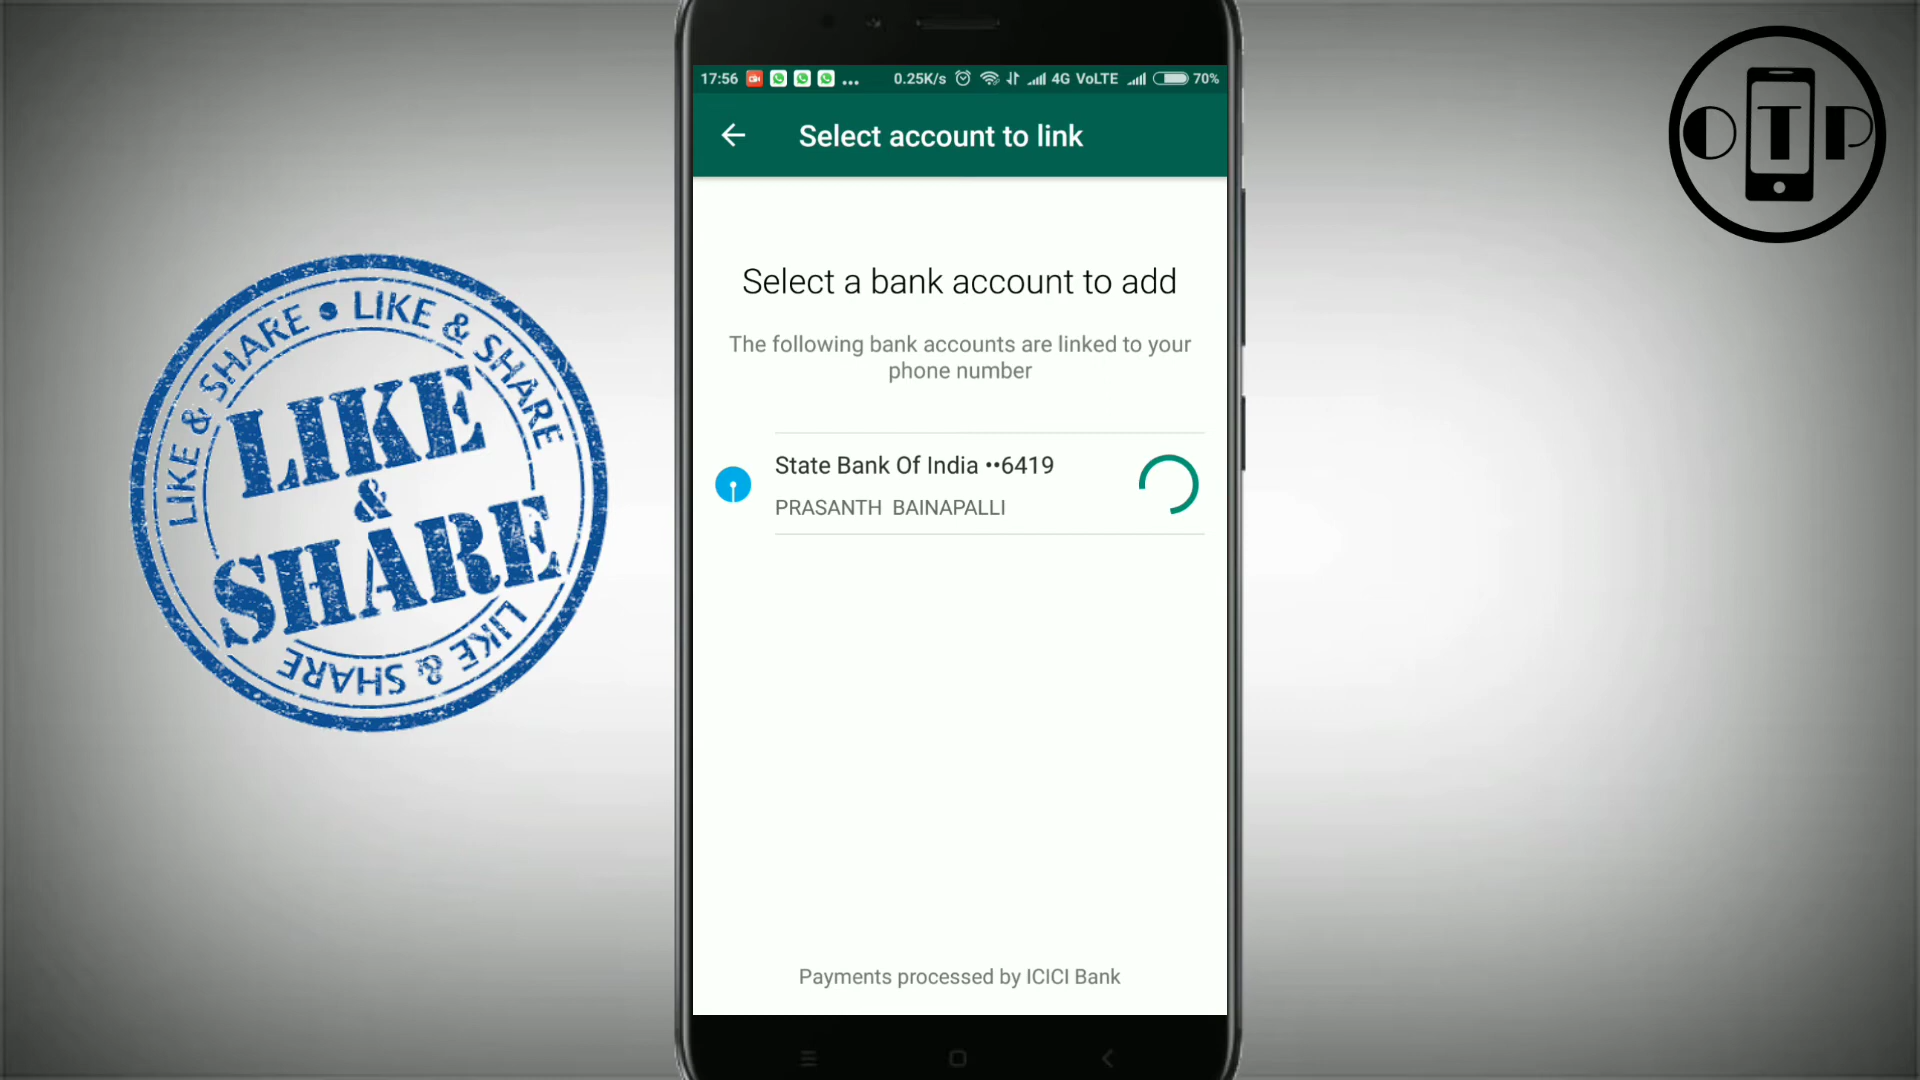 17:56 ... 0.25K/s 4G VoLTE 70%
Select account to link
Select a bank account to add
The following bank accounts are linked to your
phone number
State Bank Of India ••6419
PRASANTH BAINAPALLI
Payments processed by ICICI Bank
LIKE & SHARE • LIKE & SHARE
LIKE
&
SHARE
LIKE & SHARE
OTP